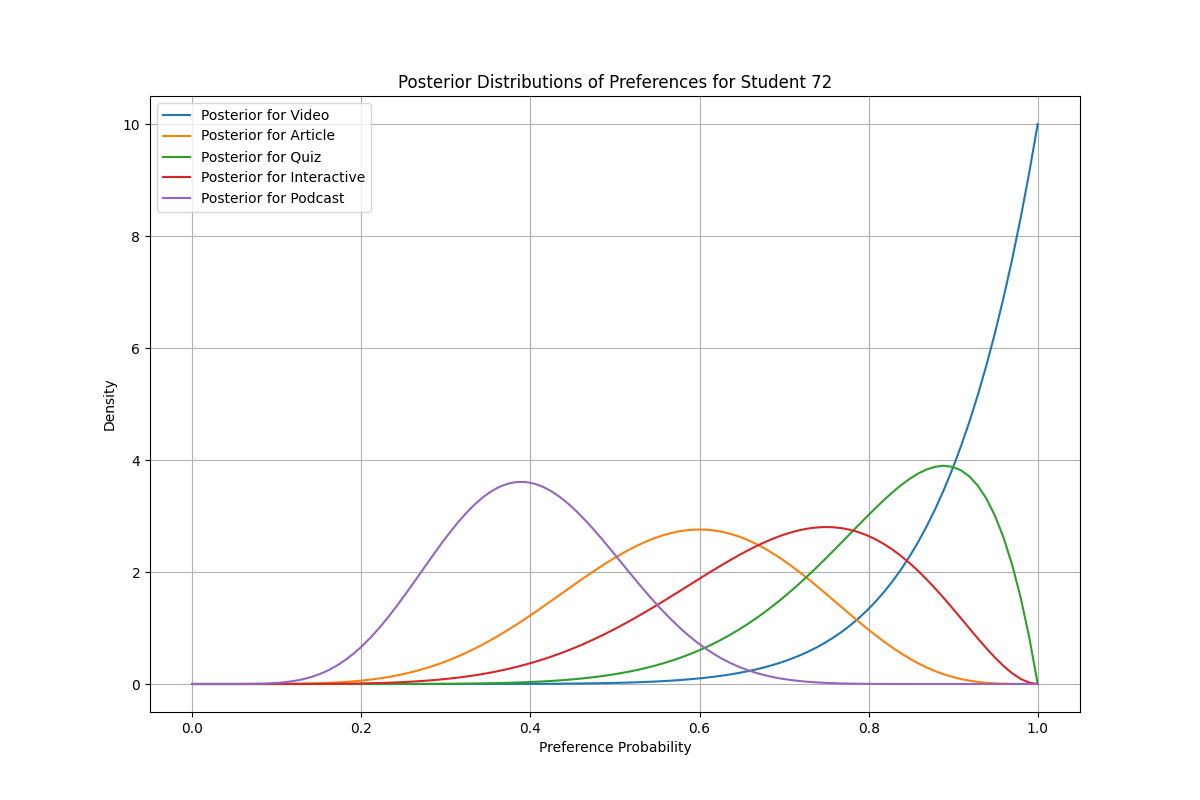 Posterior Distributions of Preferences for Student 72
Posterior for Video
Posterior for Article
Posterior for Quiz
Posterior for Interactive
Posterior for Podcast
10
8
6
4
2
0
Density
0.0 0.2 0.4 0.6 0.8 1.0
Preference Probability